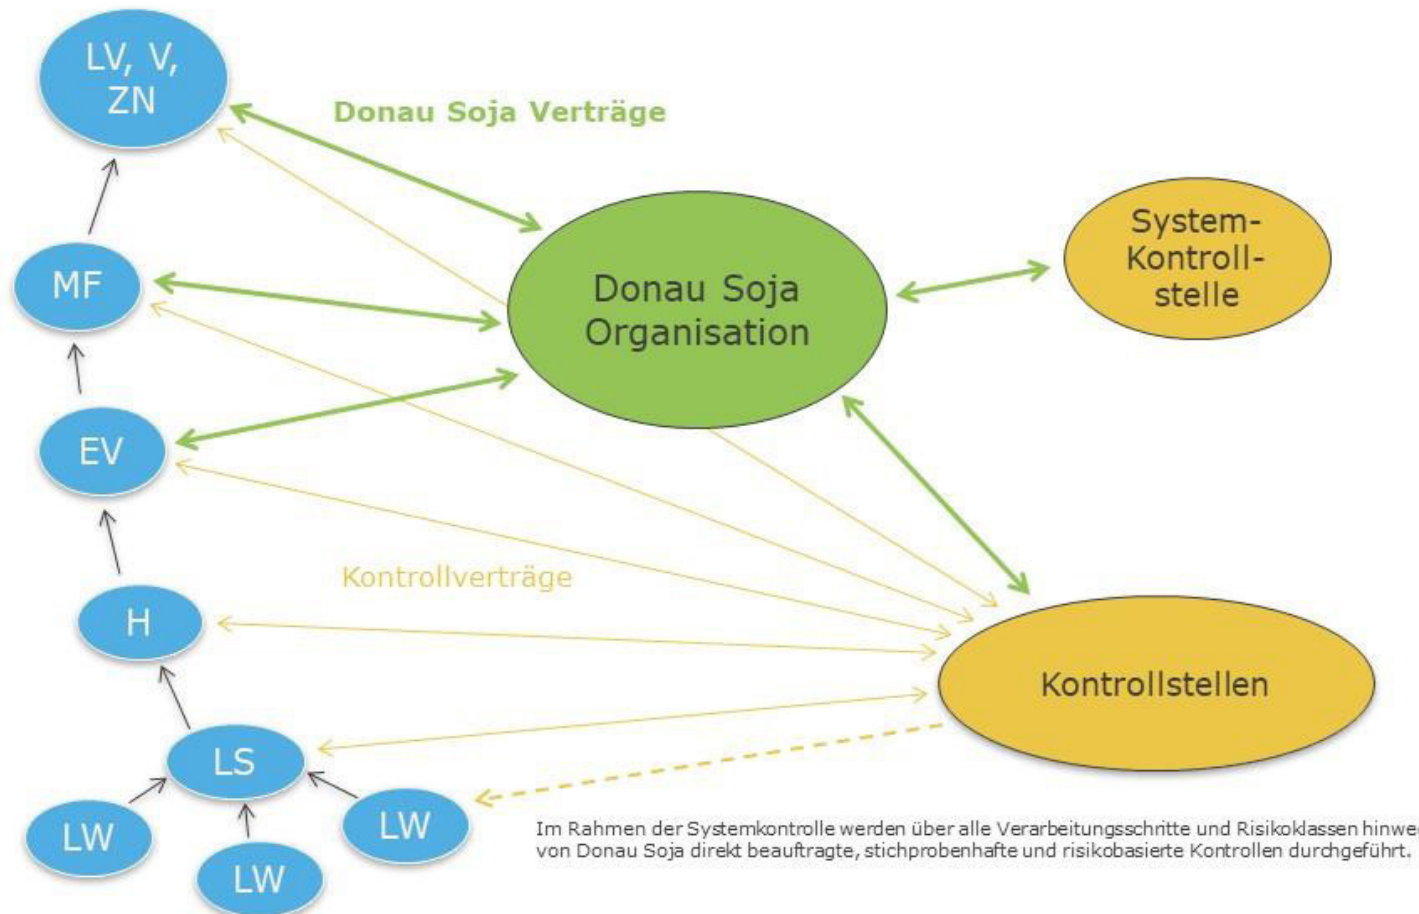 LV, V,
ZN
Donau Soja Verträge
System-
Kontroll-
stelle
MF
Donau Soja
Organisation
EV
Kontrollverträge
H
Kontrollstellen
LS
LW
LW
LW
Im Rahmen der Systemkontrolle werden über alle Verarbeitungsschritte und Risikoklassen hinwe
von Donau Soja direkt beauftragte, stichprobenhafte und risikobasierte Kontrollen durchgeführt.